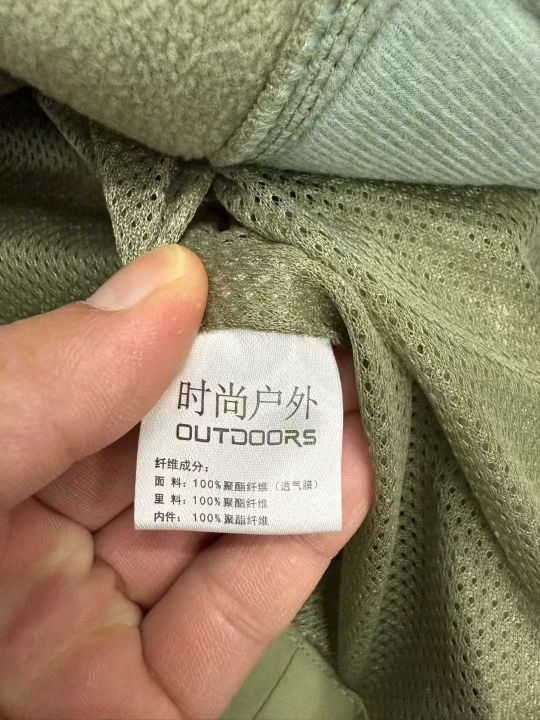 时尚户外
OUTDOORS
纤维成分：
面 料：100%聚酯纤维（透气膜）
里 料：100%聚酯纤维
内件：100%聚酯纤维